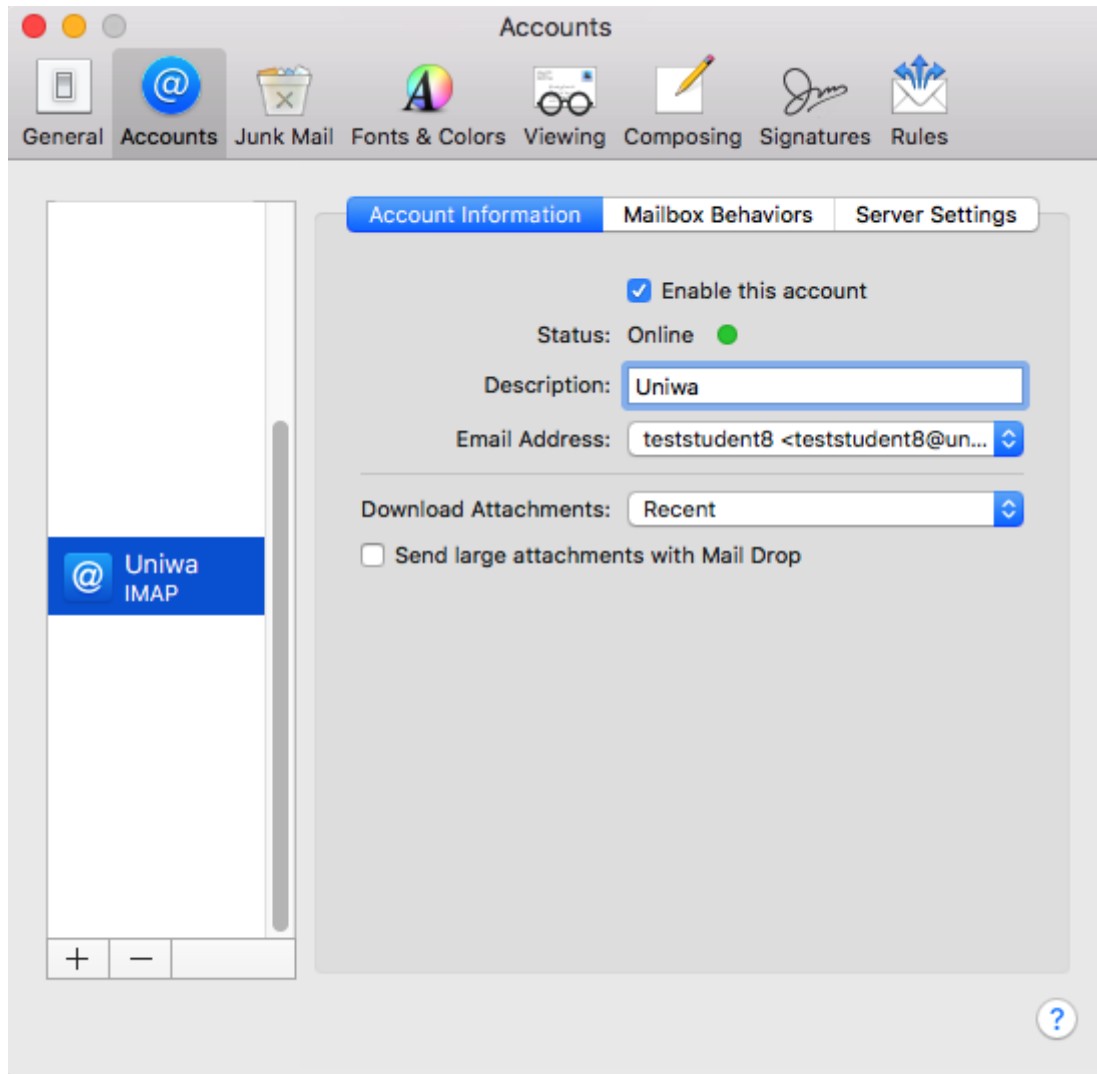 Accounts
General Accounts Junk Mail Fonts & Colors Viewing Composing Signatures Rules
Account Information Mailbox Behaviors Server Settings
Enable this account
Status: Online
Description: Uniwa
Email Address: teststudent8 <teststudent8@un...
Download Attachments: Recent
Send large attachments with Mail Drop
@ Uniwa
IMAP
+ −
?